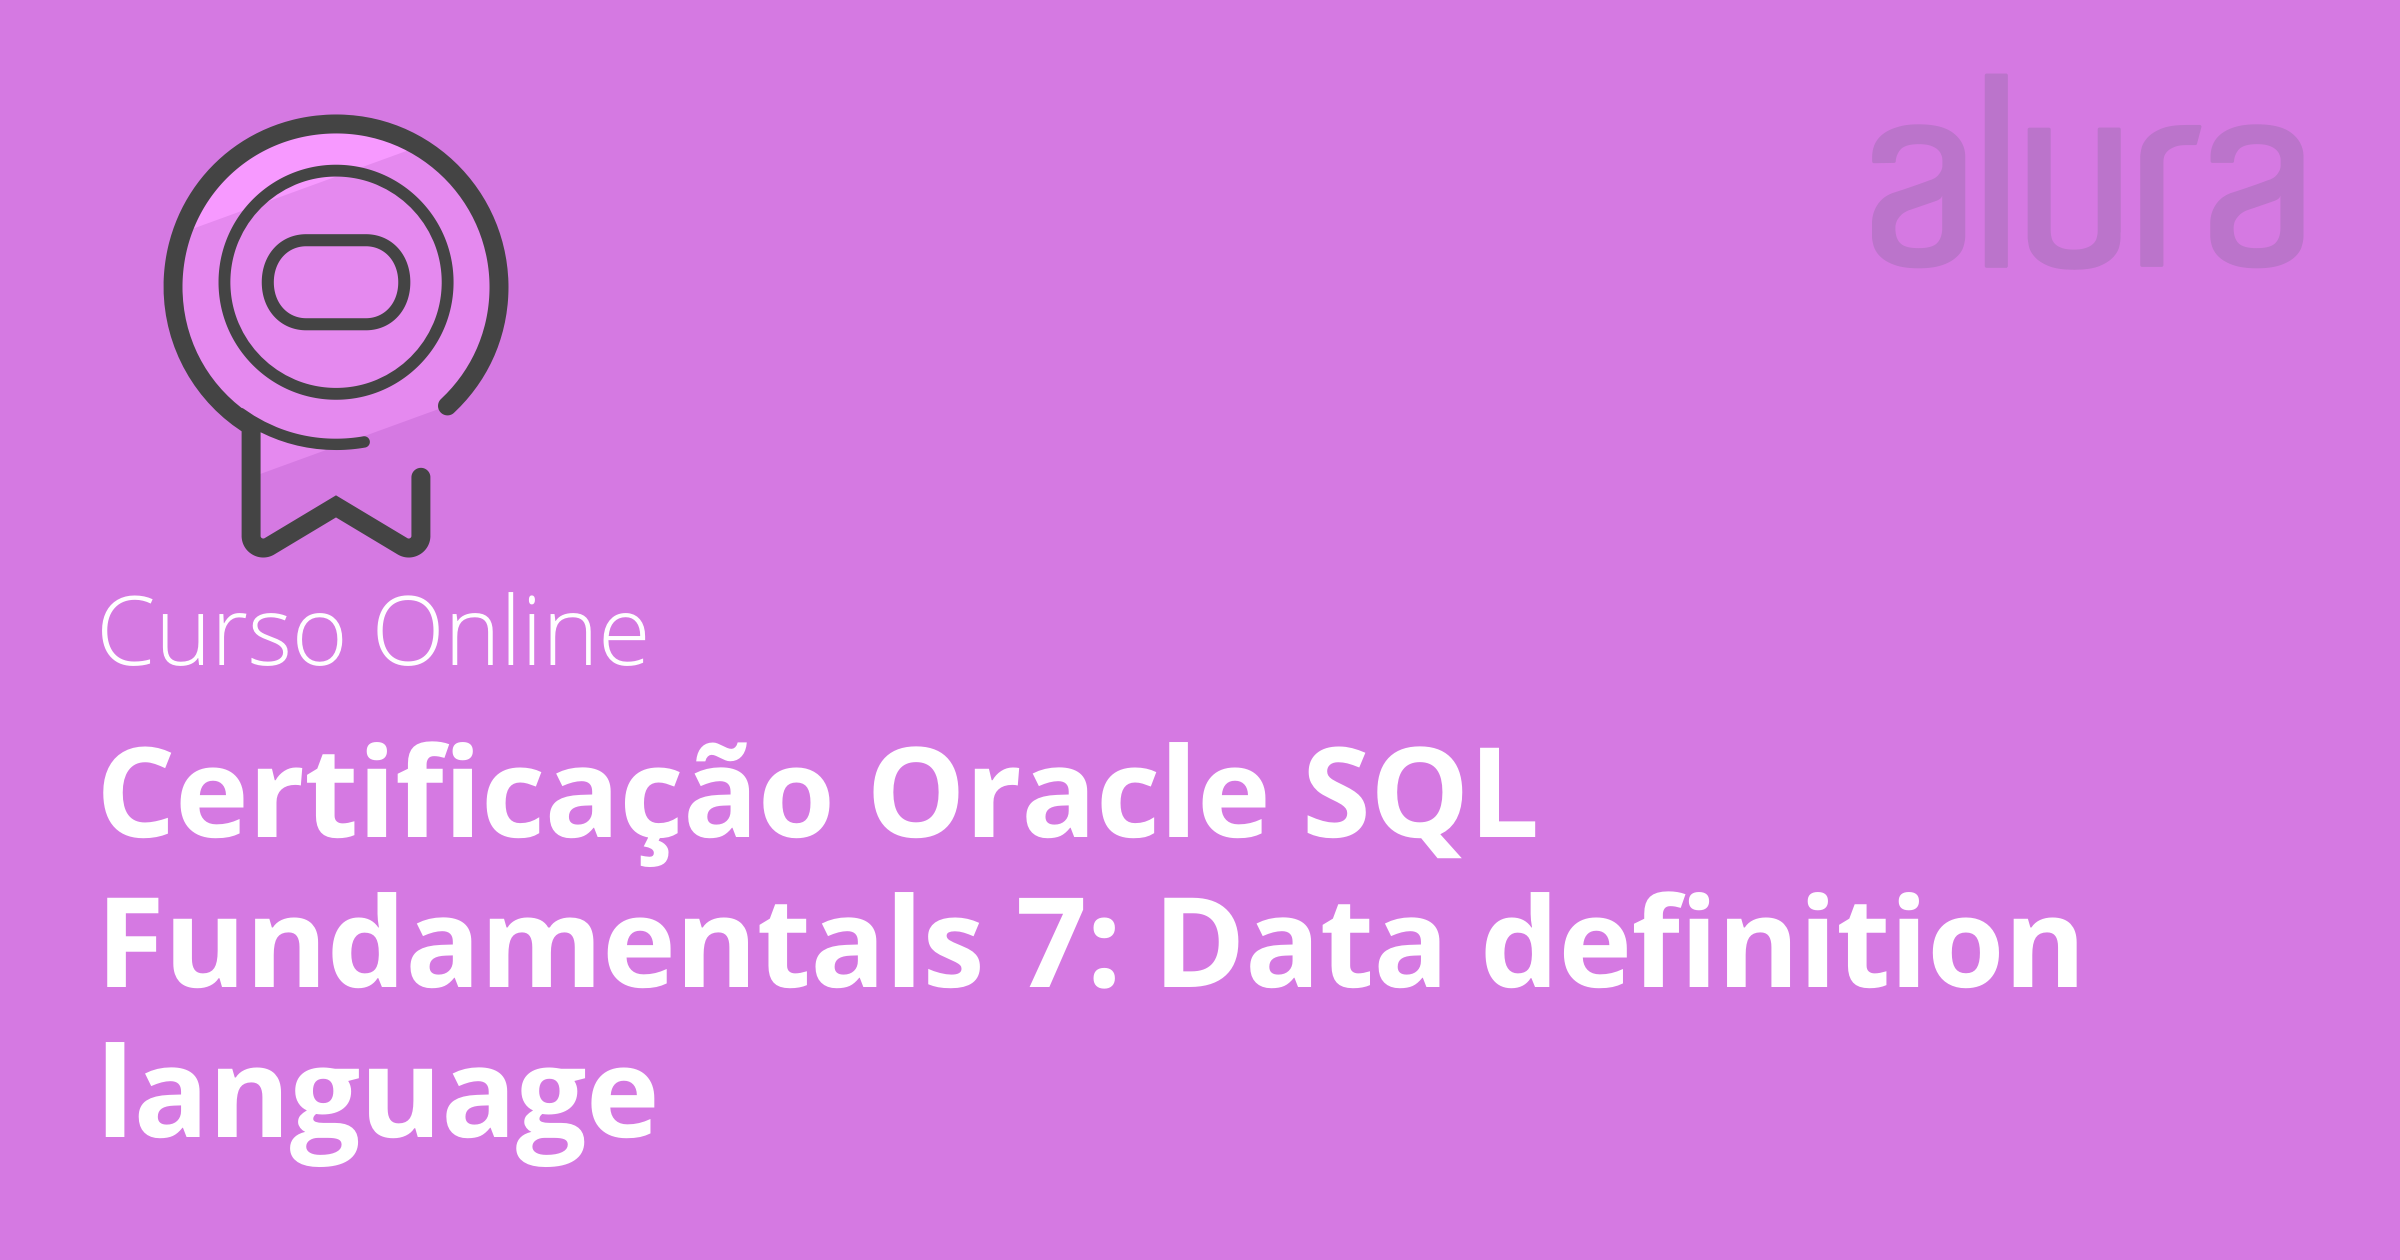 alura
Curso Online
Certificação Oracle SQL
Fundamentals 7: Data definition
language